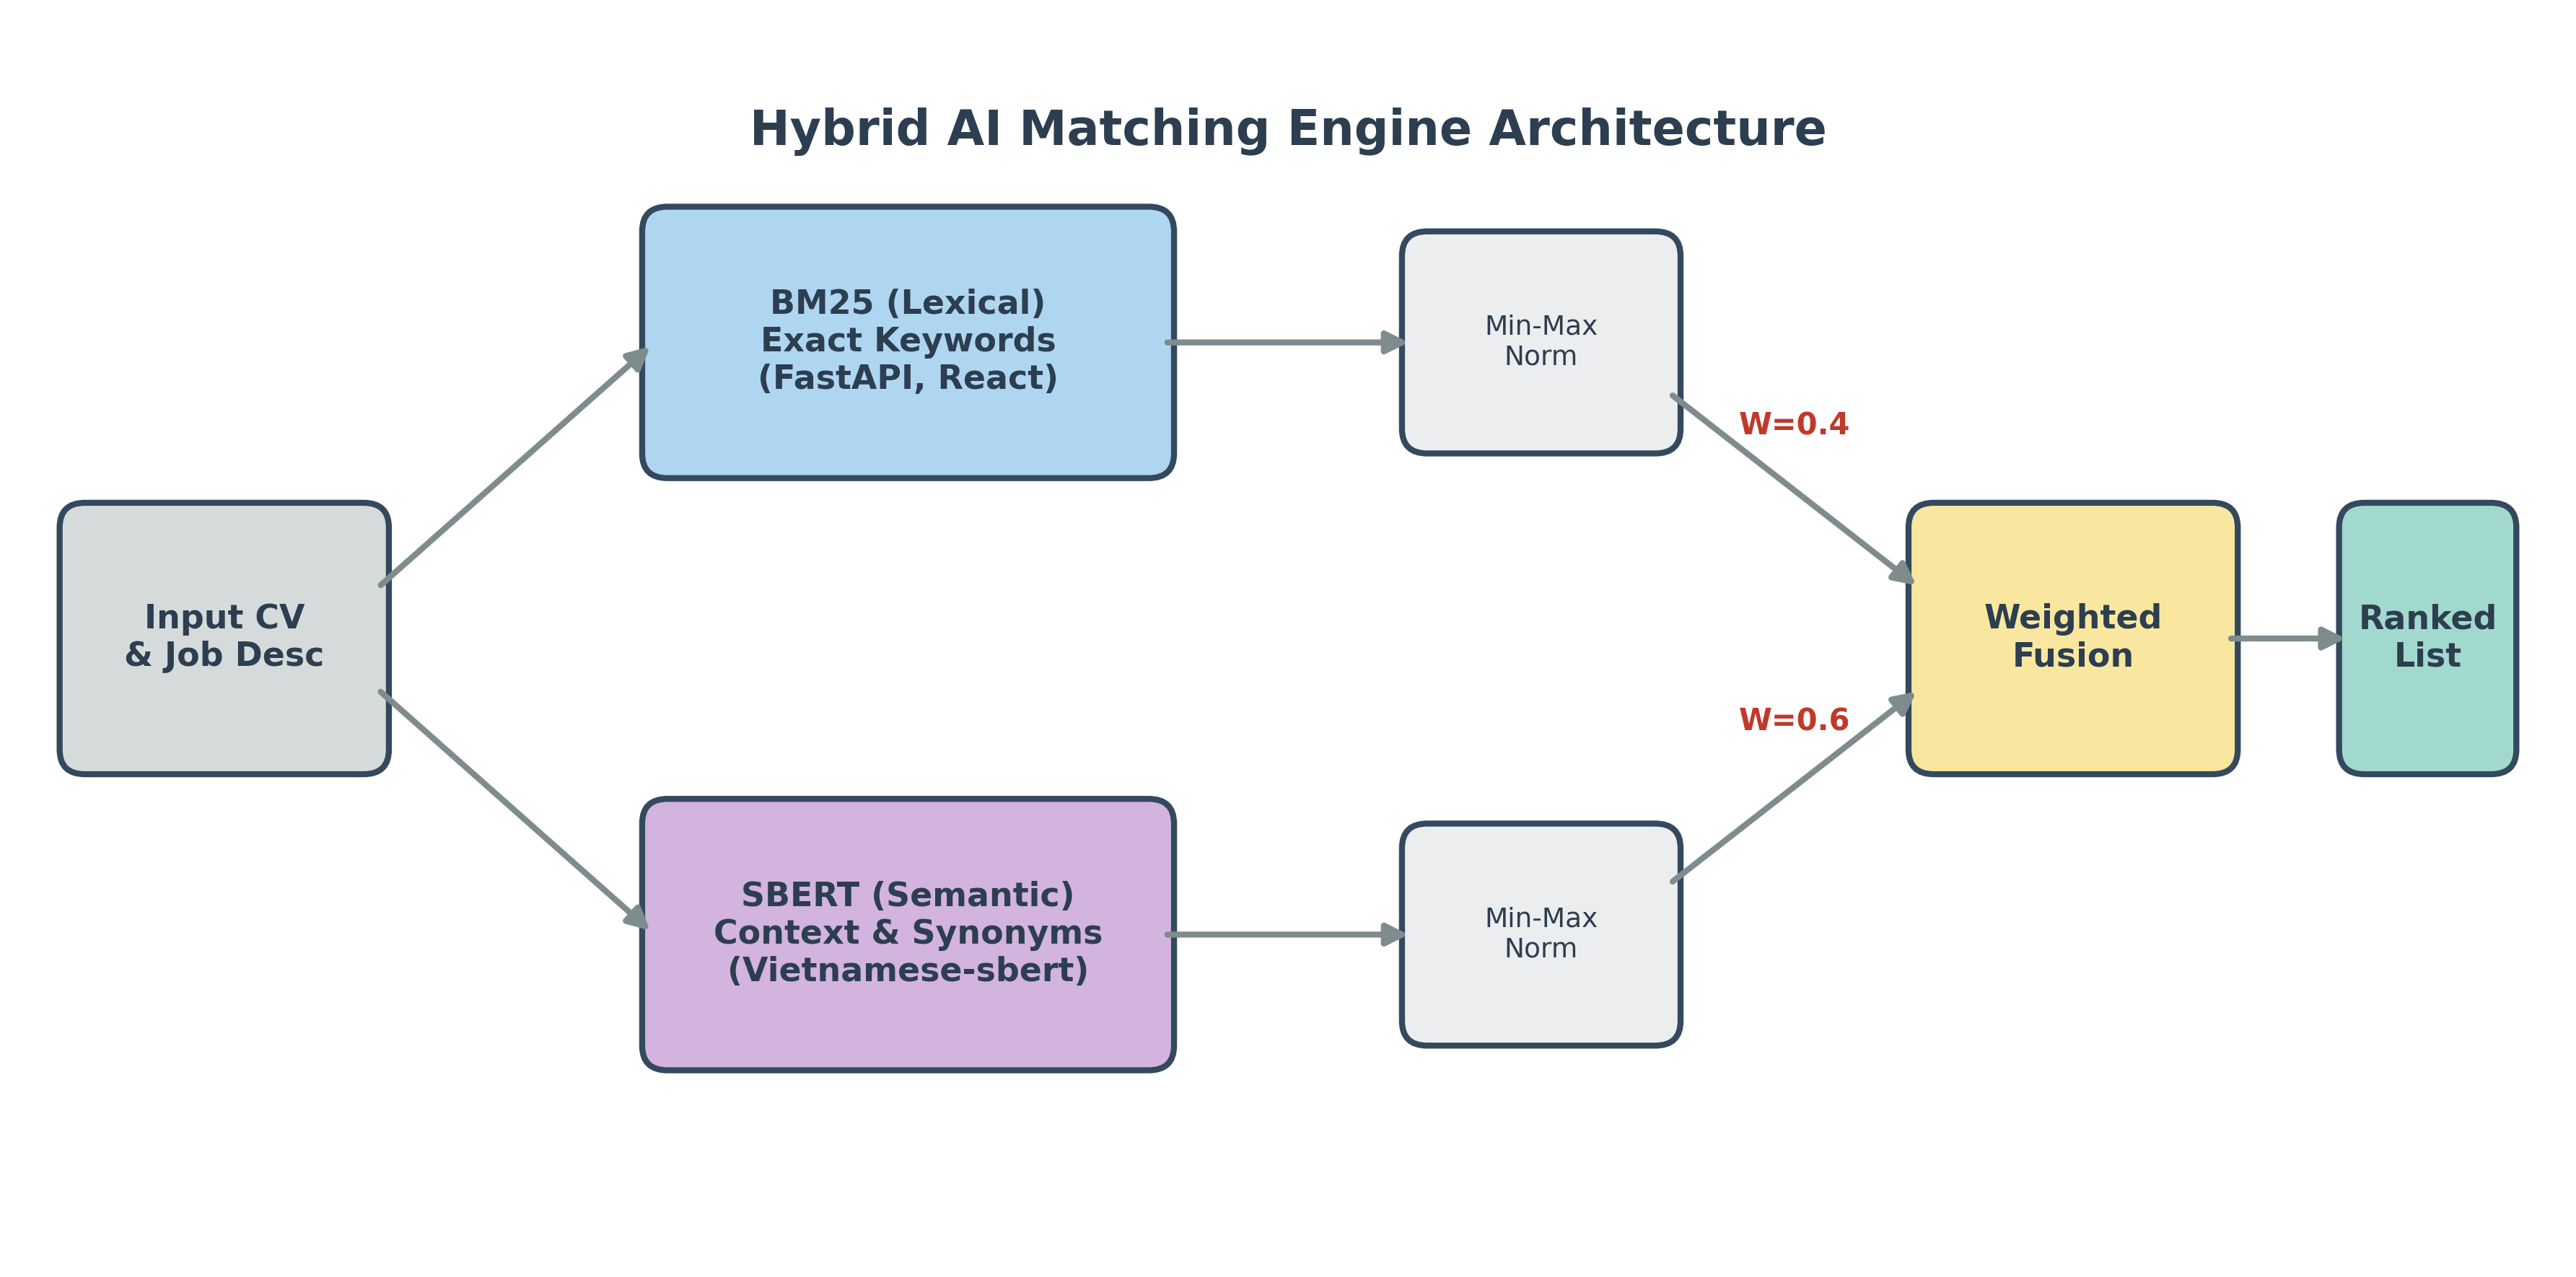 Hybrid AI Matching Engine Architecture
BM25 (Lexical)
Exact Keywords
(FastAPI, React)
Min-Max
Norm
W=0.4
Input CV
& Job Desc
Weighted
Fusion
Ranked
List
W=0.6
SBERT (Semantic)
Context & Synonyms
(Vietnamese-sbert)
Min-Max
Norm